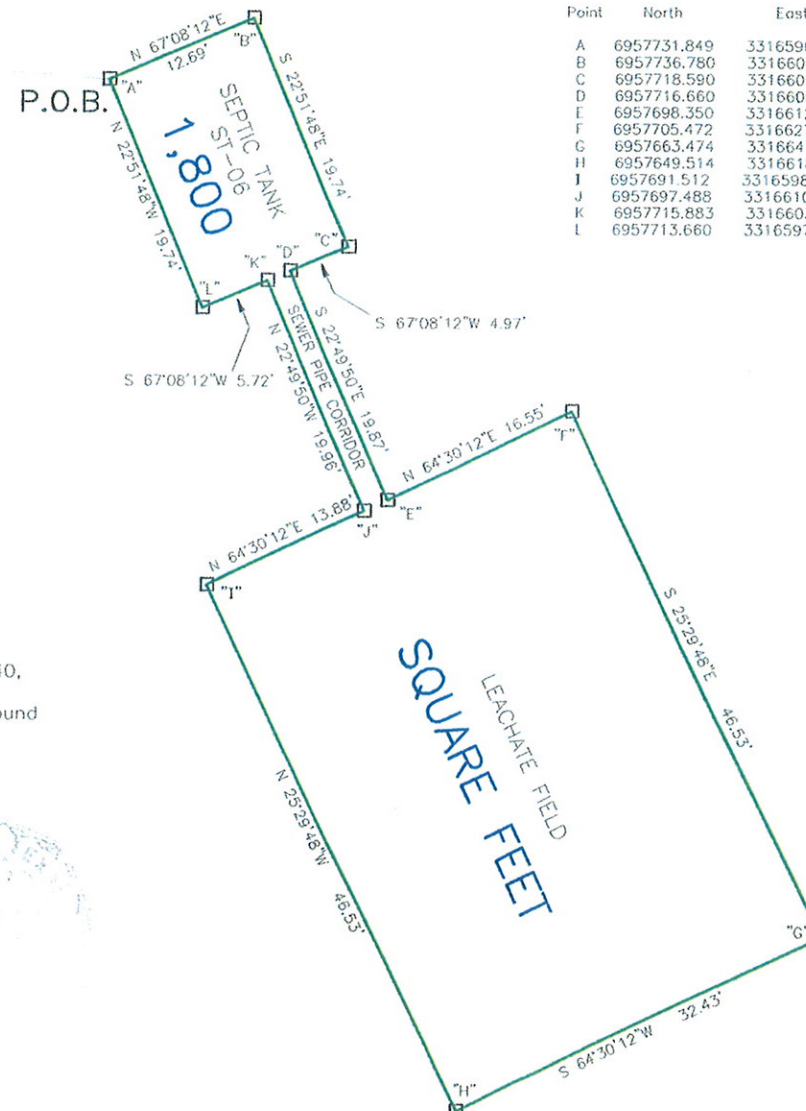 Point North East
A 6957731.849
B 6957736.780
C 6957718.590
D 6957716.660
E 6957698.350
F 6957705.472
G 6957663.474
H 6957649.514
I 6957691.512
J 6957697.488
K 6957715.883
L 6957713.660
N 67°08'12"E
12.69'
"B"
"A"
P.O.B.
S 22°51'48"E 19.74'
N 22°51'48"W 19.74'
SEPTIC TANK
ST-06
1,800
"C"
"D"
"K"
"L"
S 67°08'12"W 4.97'
S 67°08'12"W 5.72'
S 22°49'50"E 19.87'
SEWER PIPE CORRIDOR
N 22°49'50"W 19.96'
N 64°30'12"E 16.55'
"F"
"E"
N 64°30'12"E 13.88'
"J"
"I"
S 25°29'48"E 46.53'
LEACHATE FIELD
SQUARE FEET
N 25°29'48"W 46.53'
"G"
S 64°30'12"W 32.43'
"H"